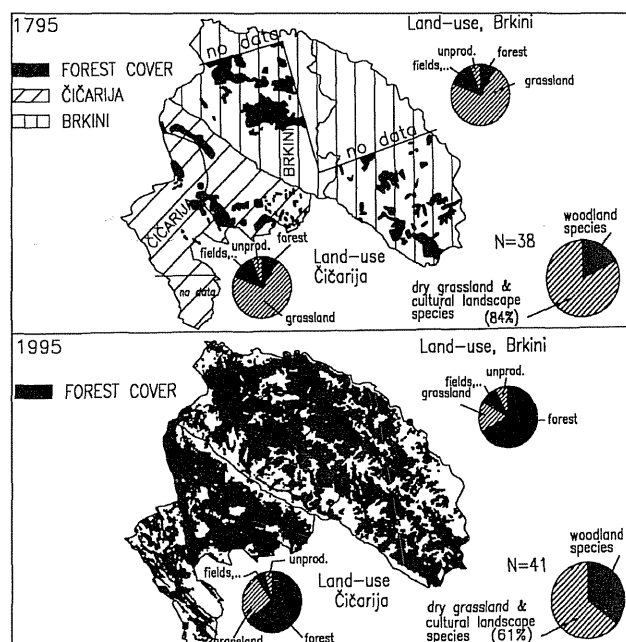 1795
Land-use, Brkini
no data
unprod.
forest
fields,..
grassland
FOREST COVER
ČIČARIJA
BRKINI
no data
BRKINI
ČIČARIJA
woodland
species
N=38
forest
unprod.
fields,..
Land-use
Čičarija
no data
grassland
dry grassland &
cultural landscape
species (84%)
1995
Land-use, Brkini
FOREST COVER
unprod.
fields,..
grassland
forest
woodland
species
N=41
unprod.
fields,..
Land-use
Čičarija
grassland
forest
dry grassland &
cultural landscape
species (61%)